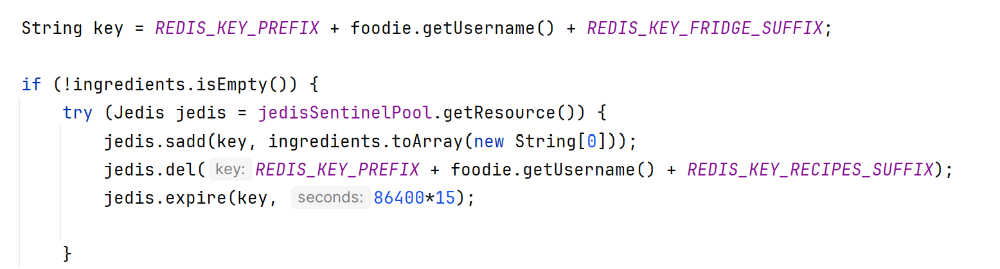 String key = REDIS_KEY_PREFIX + foodie.getUsername() + REDIS_KEY_FRIDGE_SUFFIX;
if (!ingredients.isEmpty()) {
try (Jedis jedis = jedisSentinelPool.getResource()) {
jedis.sadd(key, ingredients.toArray(new String[0]));
jedis.del( key: REDIS_KEY_PREFIX + foodie.getUsername() + REDIS_KEY_RECIPES_SUFFIX);
jedis.expire(key, seconds: 86400*15);
}